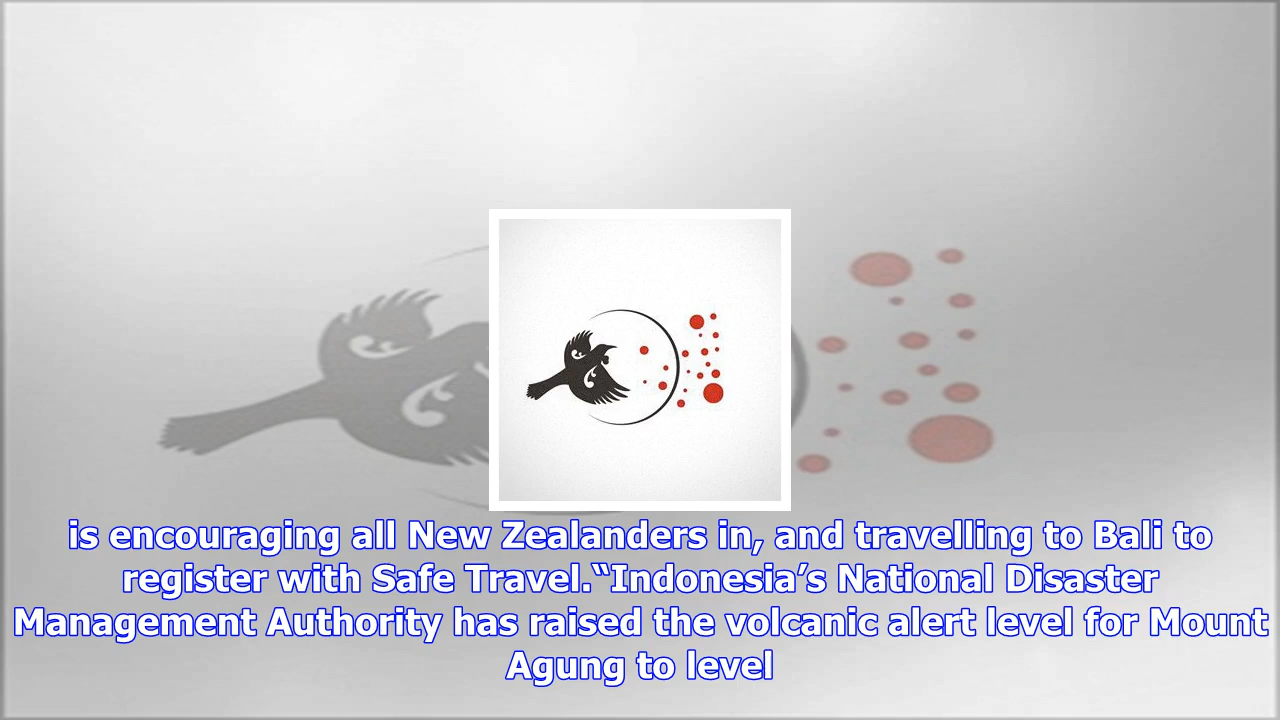 is encouraging all New Zealanders in, and travelling to Bali to
register with Safe Travel.“Indonesia’s National Disaster
Management Authority has raised the volcanic alert level for Mount
Agung to level